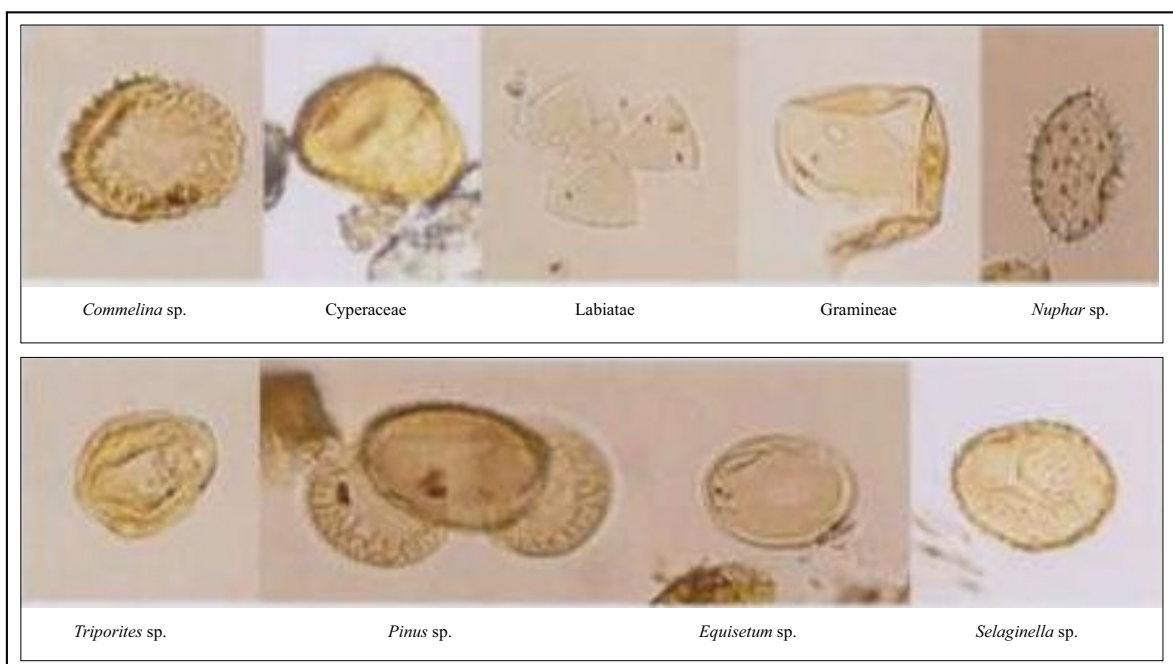 Commelina sp. Cyperaceae Labiatae Gramineae Nuphar sp.
Triporites sp. Pinus sp. Equisetum sp. Selaginella sp.